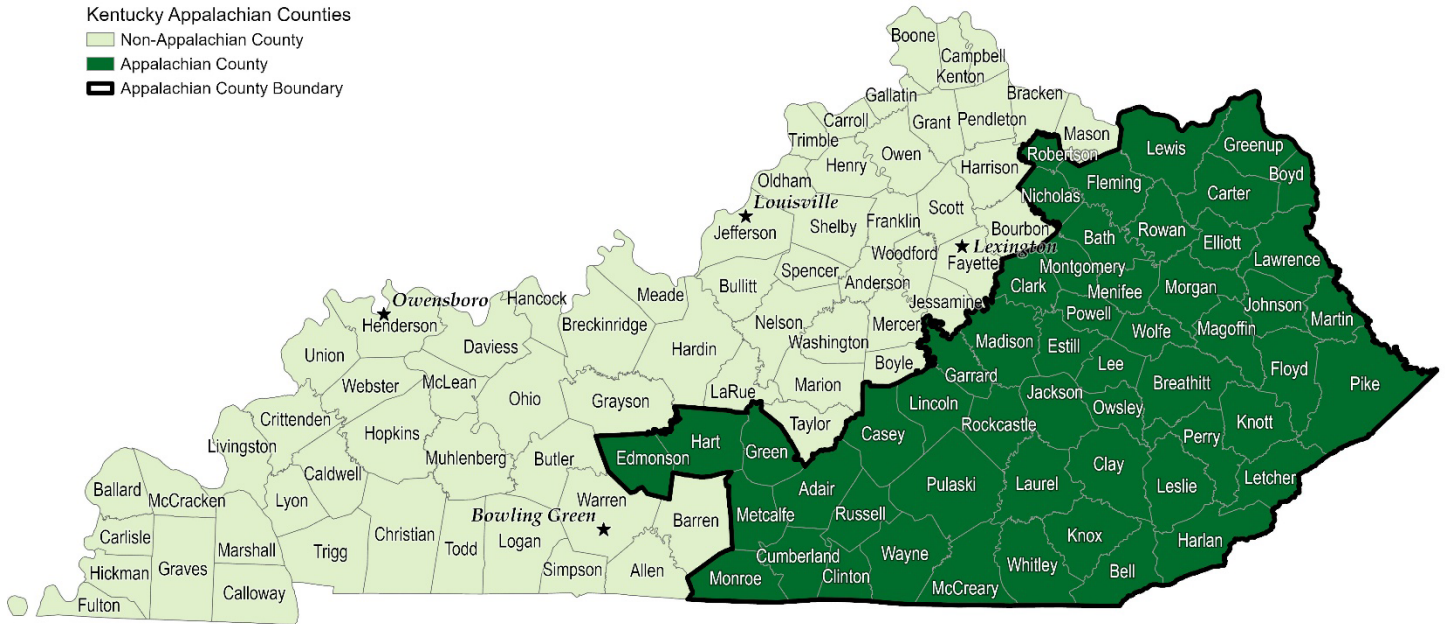 Kentucky Appalachian Counties
Non-Appalachian County
Appalachian County
Appalachian County Boundary
Boone
Campbell
Kenton
Gallatin
Bracken
Carroll
Grant
Pendleton
Trimble
Mason
Owen
Robertson
Lewis
Greenup
Henry
Harrison
Oldham
Boyd
Nicholas
Fleming
Carter
Louisville
Scott
Franklin
Shelby
Jefferson
Bourbon
Rowan
Bath
Elliott
Lexington
Woodford
Fayette
Lawrence
Spencer
Montgomery
Anderson
Bullitt
Clark
Menifee
Morgan
Meade
Owensboro
Hancock
Jessamine
Johnson
Powell
Martin
Henderson
Breckinridge
Nelson
Mercer
Wolfe
Magoffin
Washington
Madison
Estill
Daviess
Hardin
Union
Boyle
Lee
Floyd
Garrard
Webster
McLean
Marion
Breathitt
Pike
LaRue
Jackson
Ohio
Grayson
Lincoln
Owsley
Crittenden
Taylor
Rockcastle
Knott
Hopkins
Casey
Perry
Livingston
Hart
Green
Muhlenberg
Butler
Edmonson
Clay
Caldwell
Letcher
Pulaski
Laurel
Leslie
Ballard
Adair
McCracken
Lyon
Warren
Bowling Green
Metcalfe
Russell
Barren
Christian
Knox
Carlisle
Logan
Harlan
Marshall
Trigg
Todd
Cumberland
Wayne
Whitley
Hickman
Graves
Simpson
Allen
Bell
Monroe
Clinton
McCreary
Calloway
Fulton